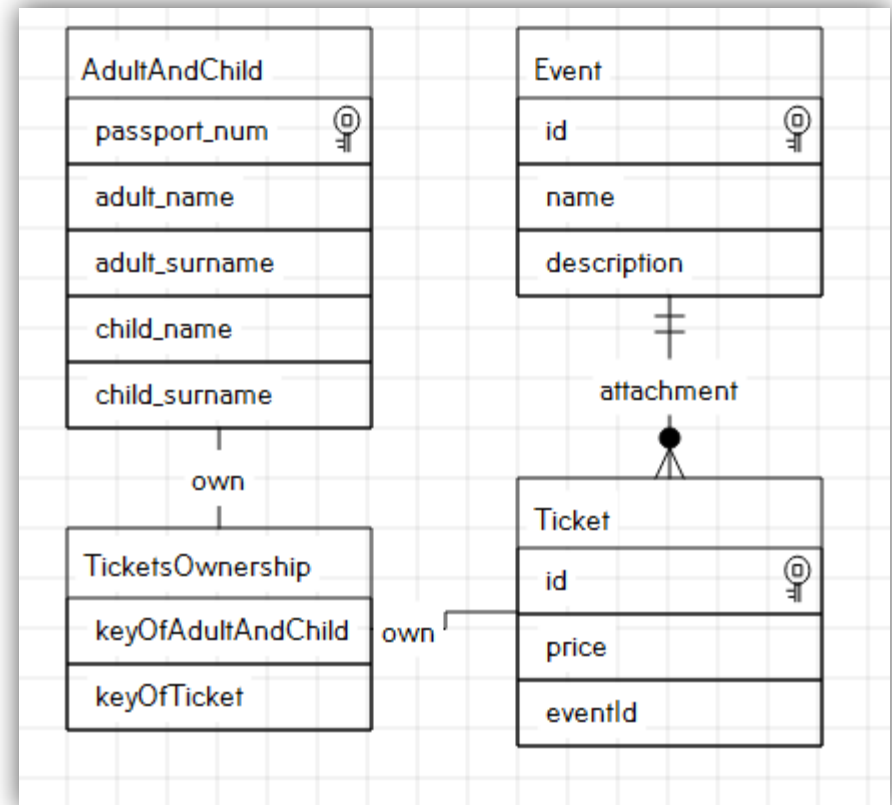 AdultAndChild
passport_num
adult_name
adult_surname
child_name
child_surname
own
TicketsOwnership
keyOfAdultAndChild
keyOfTicket
own
Event
id
name
description
attachment
Ticket
id
price
eventId